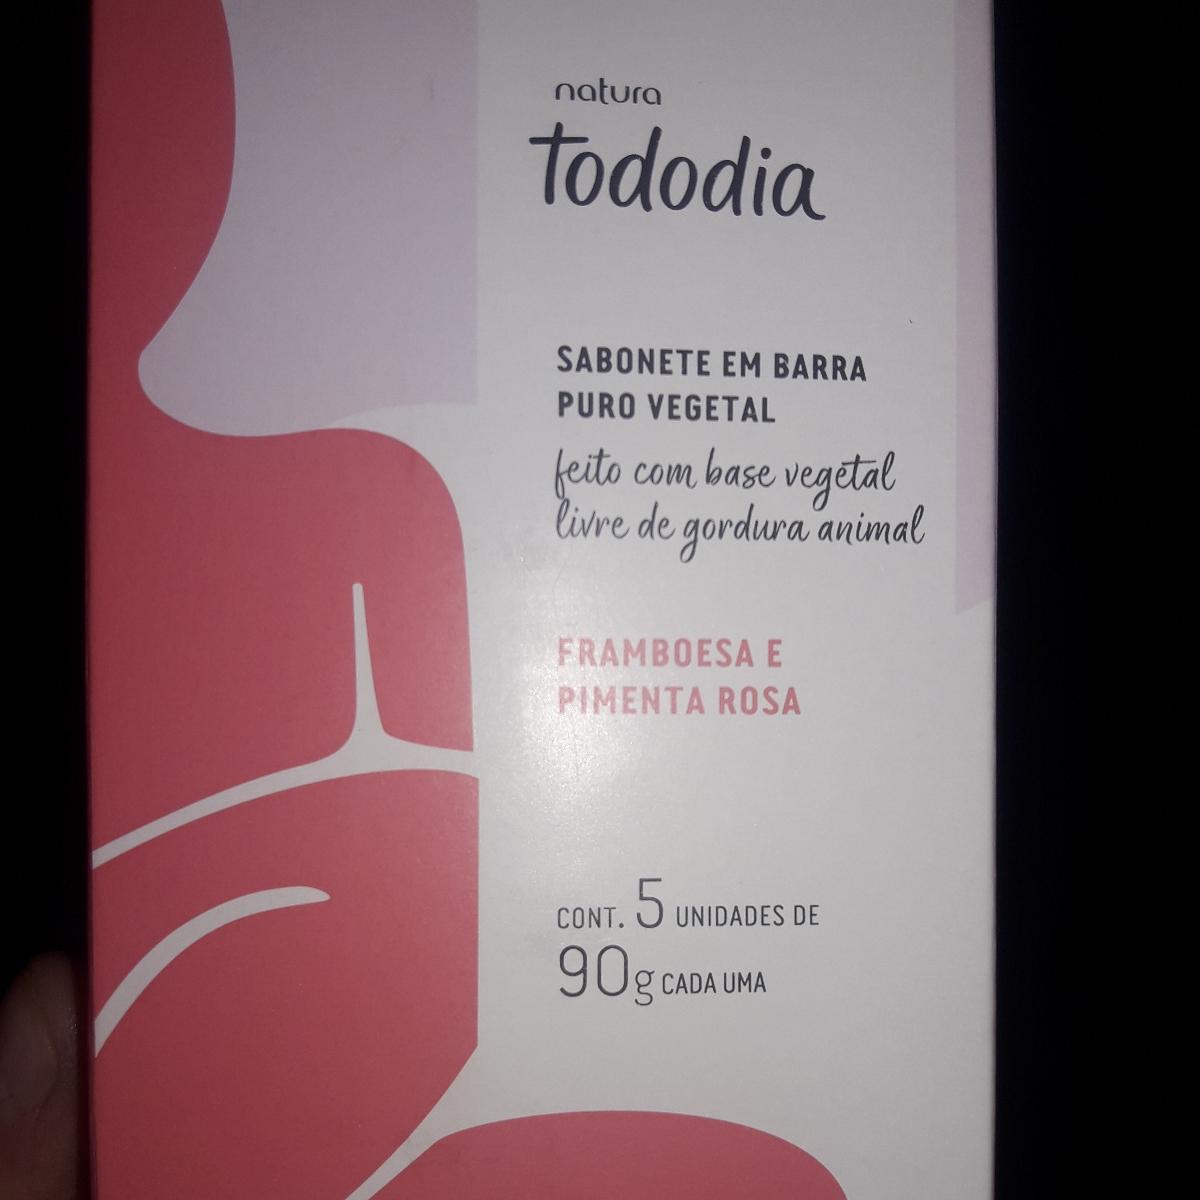 natura
tododia
SABONETE EM BARRA
PURO VEGETAL
feito com base vegetal
livre de gordura animal
FRAMBOESA E
PIMENTA ROSA
CONT. 5 UNIDADES DE
90g CADA UMA